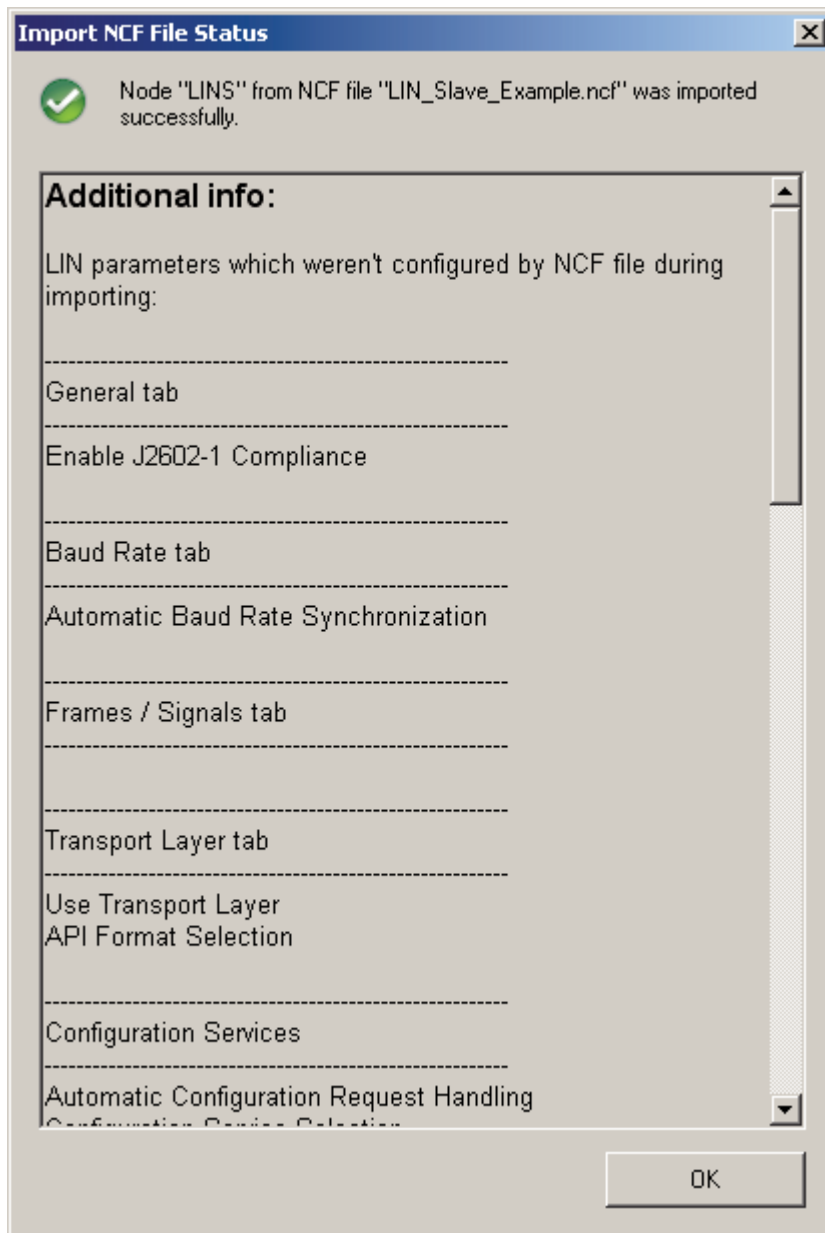 Import NCF File Status
Node "LINS" from NCF file "LIN_Slave_Example.ncf" was imported
successfully.
Additional info:
LIN parameters which weren't configured by NCF file during
importing:
----------------------------------------------------------
General tab
----------------------------------------------------------
Enable J2602-1 Compliance
----------------------------------------------------------
Baud Rate tab
----------------------------------------------------------
Automatic Baud Rate Synchronization
----------------------------------------------------------
Frames / Signals tab
----------------------------------------------------------
----------------------------------------------------------
Transport Layer tab
----------------------------------------------------------
Use Transport Layer
API Format Selection
----------------------------------------------------------
Configuration Services
----------------------------------------------------------
Automatic Configuration Request Handling
Configuration Service Selection
OK